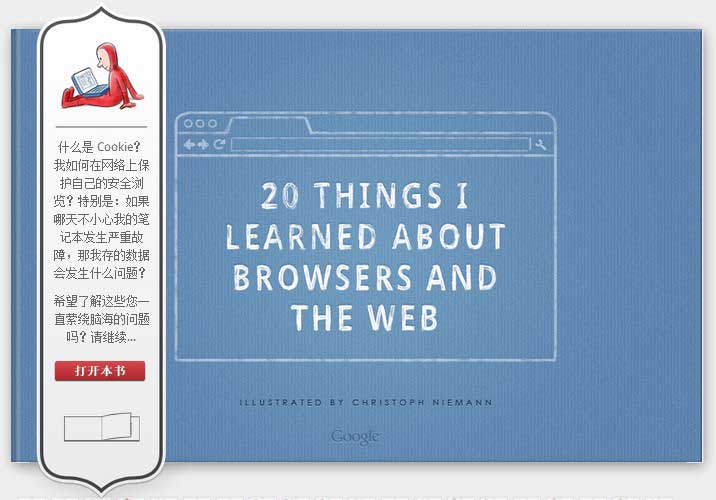 什么是 Cookie?
我如何在网络上保
护自己的安全浏
览? 特别是: 如果
哪天不小心我的笔
记本发生严重故
障，那我存的数据
会发生什么问题?
希望了解这些您一
直萦绕脑海的问题
吗? 请继续...
打开本书
20 THINGS I
LEARNED ABOUT
BROWSERS AND
THE WEB
ILLUSTRATED BY CHRISTOPH NIEMANN
Google